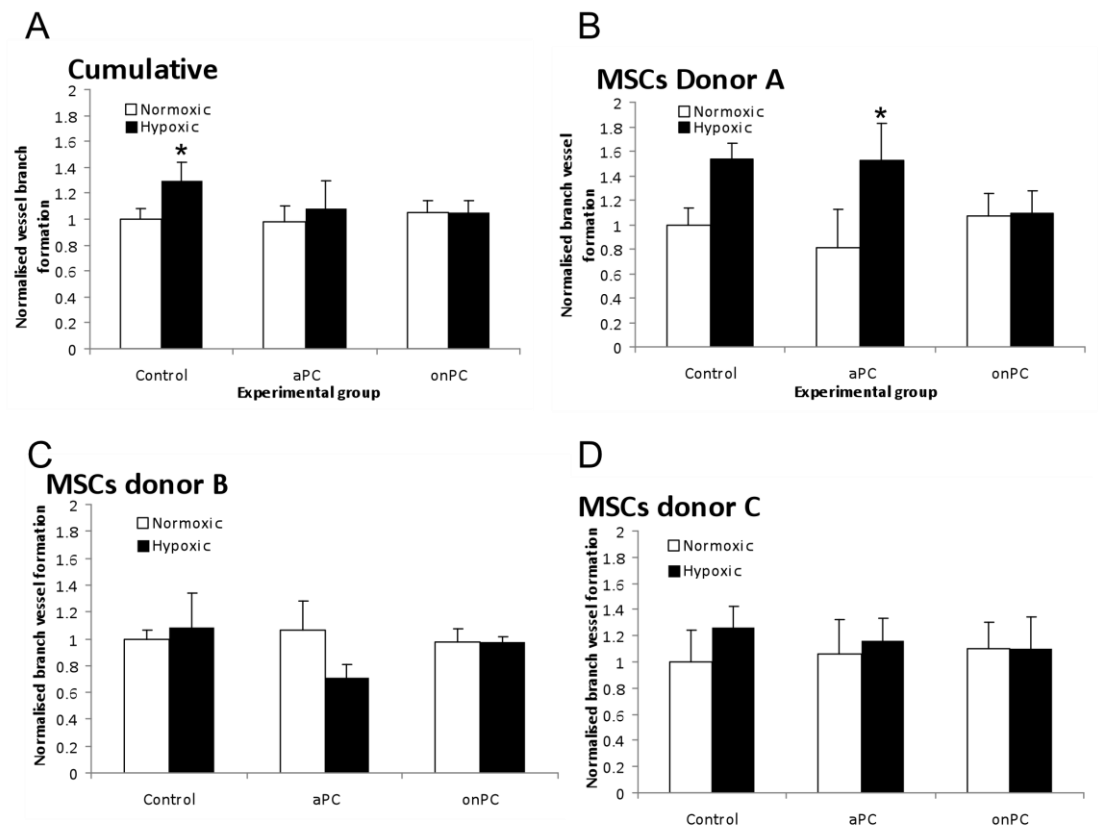 A
Cumulative
Normalised vessel branch
formation
2
1.8
1.6
1.4
1.2
1
0.8
0.6
0.4
0.2
0
Normoxic
Hypoxic
*
Control
aPC
onPC
Experimental group
B
MSCs Donor A
Normalised branch vessel
formation
2
1.8
1.6
1.4
1.2
1
0.8
0.6
0.4
0.2
0
Normoxic
Hypoxic
*
Control
aPC
onPC
Experimental group
C
MSCs donor B
Normalised branch vessel formation
2
1.8
1.6
1.4
1.2
1
0.8
0.6
0.4
0.2
0
Normoxic
Hypoxic
Control
aPC
onPC
D
MSCs donor C
Normalised branch vessel formation
2
1.8
1.6
1.4
1.2
1
0.8
0.6
0.4
0.2
0
Normoxic
Hypoxic
Control
aPC
onPC